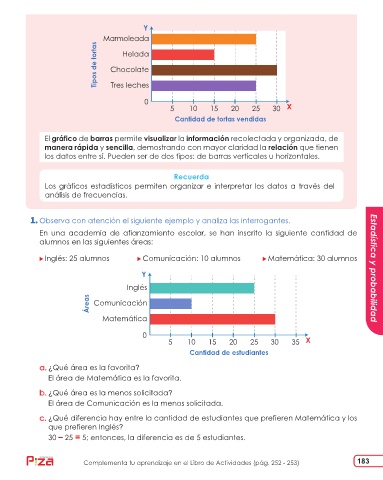 Y
Marmoleada
Helada
Chocolate
Tres leches
Tipos de tortas
0 5 10 15 20 25 30 X
Cantidad de tortas vendidas
El gráfico de barras permite visualizar la información recolectada y organizada, de
manera rápida y sencilla, demostrando con mayor claridad la relación que tienen
los datos entre sí. Pueden ser de dos tipos: de barras verticales u horizontales.
Recuerda
Los gráficos estadísticos permiten organizar e interpretar los datos a través del
análisis de frecuencias.
1. Observa con atención el siguiente ejemplo y analiza las interrogantes.
En una academia de afianzamiento escolar, se han inscrito la siguiente cantidad de
alumnos en las siguientes áreas:
Inglés: 25 alumnos Comunicación: 10 alumnos Matemática: 30 alumnos
Y
Inglés
Comunicación
Matemática
Áreas
0 5 10 15 20 25 30 35 X
Cantidad de estudiantes
a. ¿Qué área es la favorita?
El área de Matemática es la favorita.
b. ¿Qué área es la menos solicitada?
El área de Comunicación es la menos solicitada.
c. ¿Qué diferencia hay entre la cantidad de estudiantes que prefieren Matemática y los
que prefieren Inglés?
30 – 25 = 5; entonces, la diferencia es de 5 estudiantes.
Estadística y probabilidad
Complementa tu aprendizaje en el Libro de Actividades (pág. 252 - 253)
183